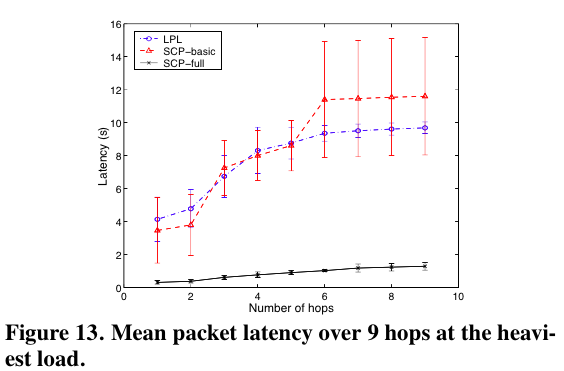 16
14
12
10
8
6
4
2
0
Latency (s)
LPL
SCP-basic
SCP-full
0 2 4 6 8 10
Number of hops
Figure 13. Mean packet latency over 9 hops at the heavi-
est load.